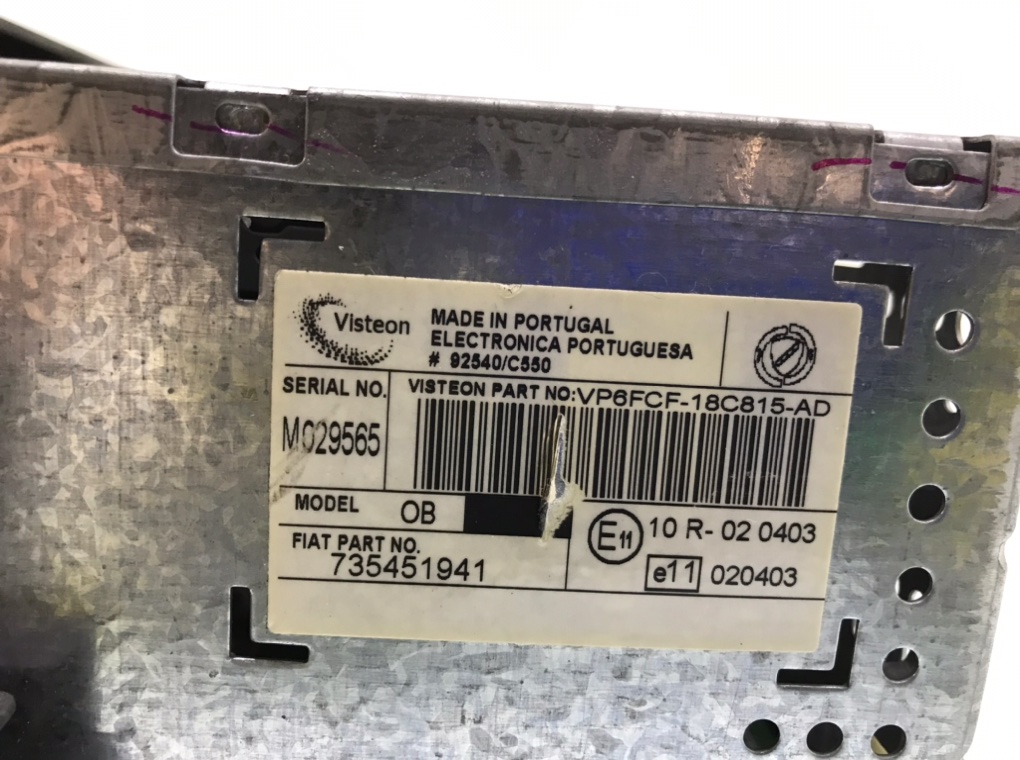 Visteon
MADE IN PORTUGAL
ELECTRONICA PORTUGUESA
# 92540/C550
SERIAL NO.
M029565
VISTEON PART NO:VP6FCF-18C815-AD
MODEL OB
E11 10 R- 02 0403
FIAT PART NO.
735451941
e11 020403